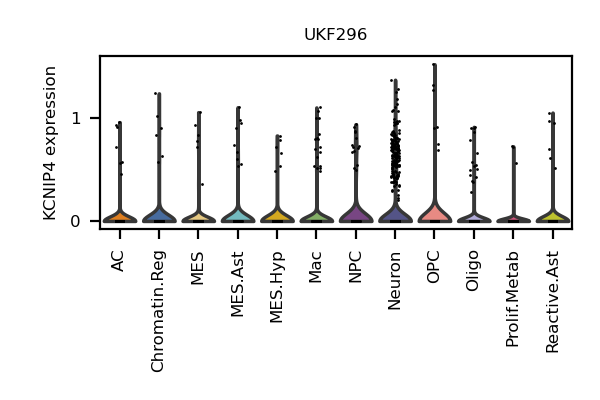 UKF296
KCNIP4 expression
1
0
AC
Chromatin.Reg
MES
MES.Ast
MES.Hyp
Mac
NPC
Neuron
OPC
Oligo
Prolif.Metab
Reactive.Ast